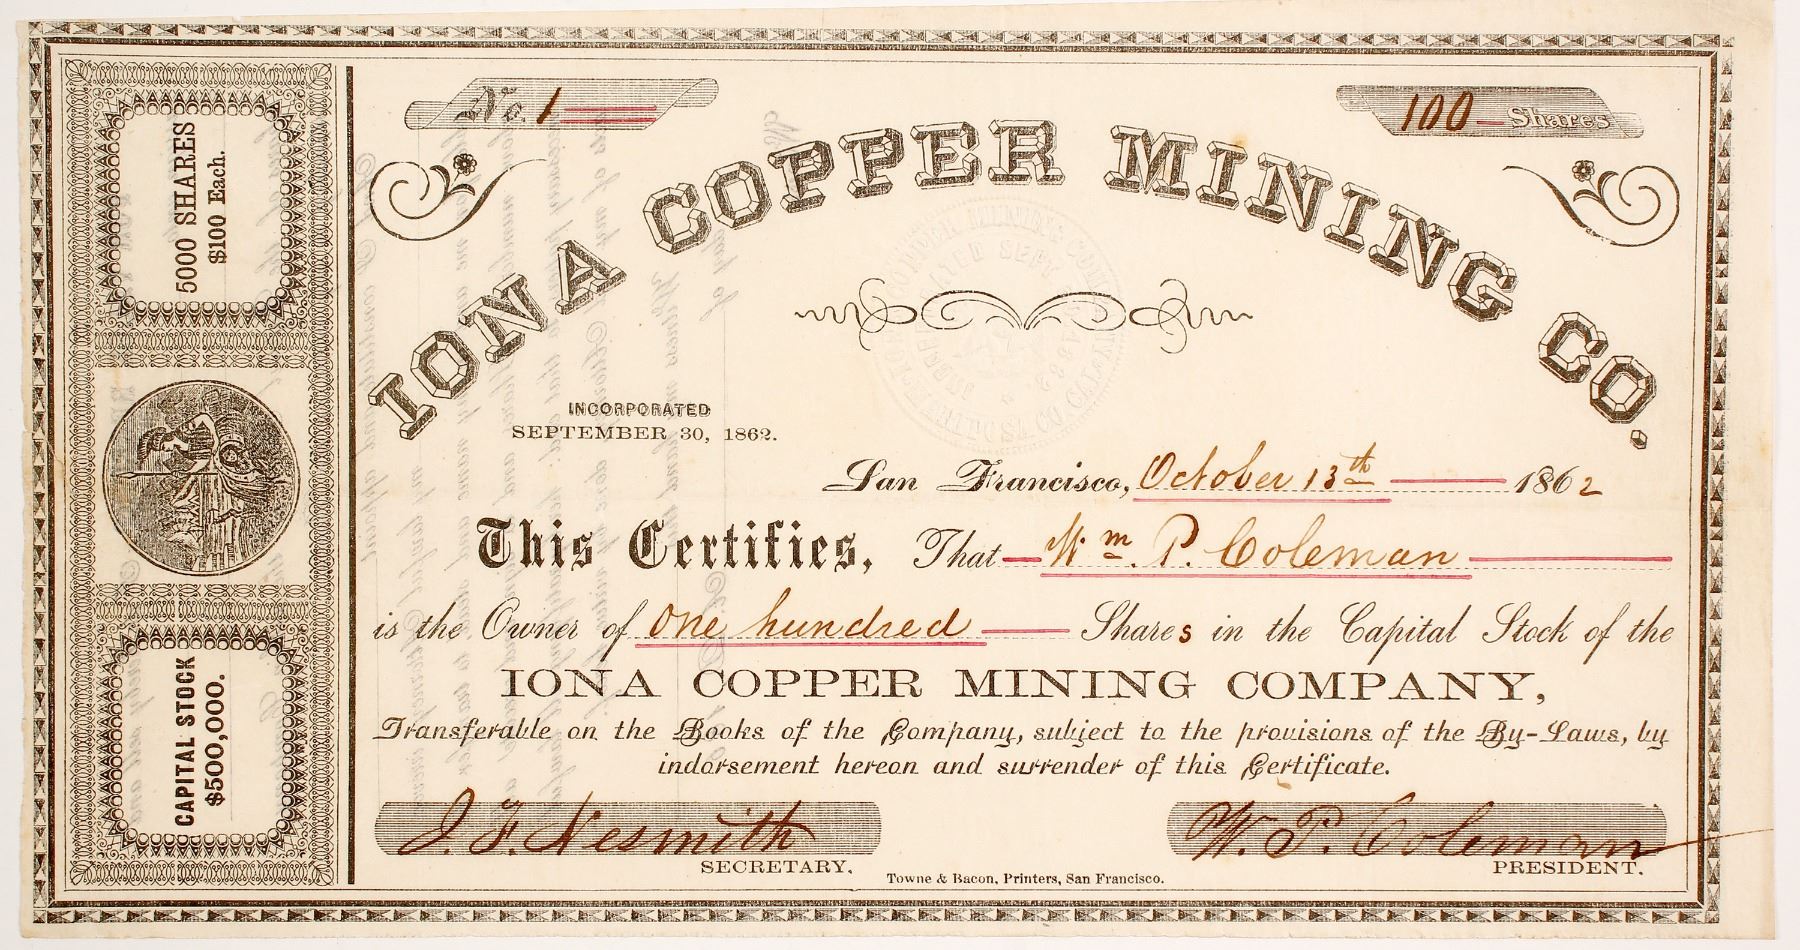 5000 SHARES
$100 Each.
CAPITAL STOCK
$500,000.
No. 1
100 Shares
IONA COPPER MINING CO.
INCORPORATED
SEPTEMBER 30, 1862.
San Francisco, October 13th 1862
This Certifies, That Wm. P. Coleman
is the Owner of One hundred Shares in the Capital Stock of the
IONA COPPER MINING COMPANY,
Transferable on the Books of the Company, subject to the provisions of the By-Laws, by
indorsement hereon and surrender of this Certificate.
J. F. Nesmith
SECRETARY.
W. P. Coleman
PRESIDENT.
Towne & Bacon, Printers, San Francisco.